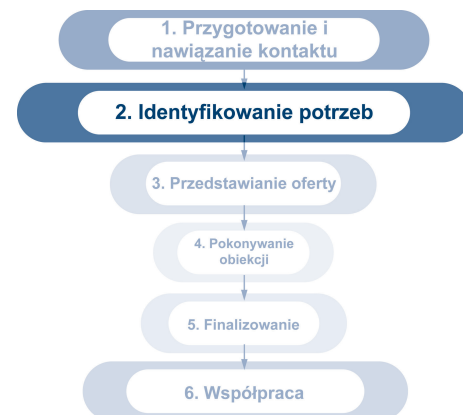 1. Przygotowanie i
nawiązanie kontaktu
2. Identyfikowanie potrzeb
3. Przedstawianie oferty
4. Pokonywanie
obiekcji
5. Finalizowanie
6. Współpraca